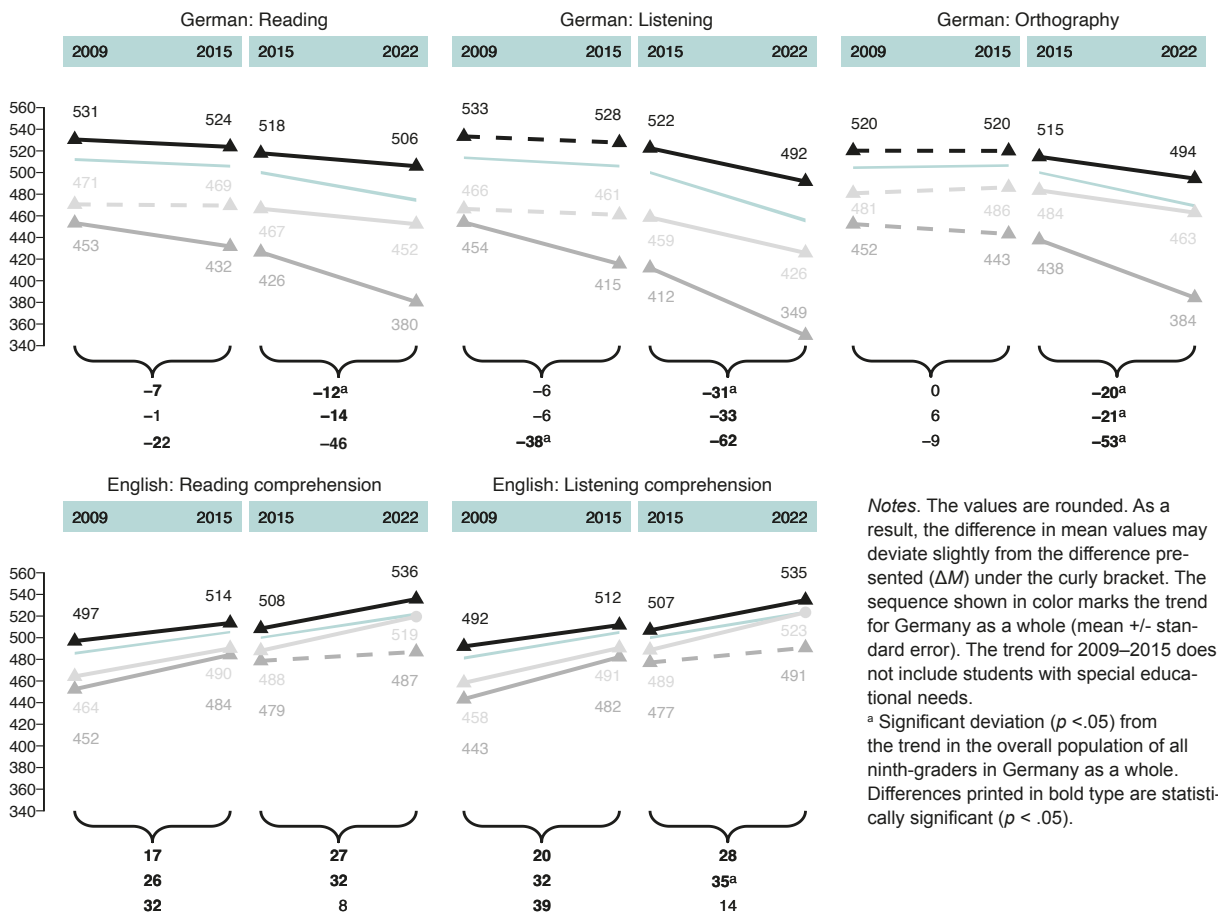 German: Reading
German: Listening
German: Orthography
2009 2015 2015 2022
2009 2015 2015 2022
2009 2015 2015 2022
560
540
520
500
480
460
440
420
400
380
360
340
531 524 518 506
471 469 467 452
453 432 426 380
533 528 522 492
466 461 459 426
454 415 412 349
520 520 515 494
481 486 484 463
452 443 438 384
–7 –12ª –6 –31ª 0 –20ª
–1 –14 –6 –33 6 –21ª
–22 –46 –38ª –62 –9 –53ª
English: Reading comprehension
English: Listening comprehension
2009 2015 2015 2022
2009 2015 2015 2022
560
540
520
500
480
460
440
420
400
380
360
340
497 514 508 536
464 490 488 519
452 484 479 487
492 512 507 535
458 491 489 523
443 482 477 491
17 27 20 28
26 32 32 35ª
32 8 39 14
Notes. The values are rounded. As a
result, the difference in mean values may
deviate slightly from the difference pre-
sented (ΔM) under the curly bracket. The
sequence shown in color marks the trend
for Germany as a whole (mean +/- stan-
dard error). The trend for 2009–2015 does
not include students with special educa-
tional needs.
ª Significant deviation (p <.05) from
the trend in the overall population of all
ninth-graders in Germany as a whole.
Differences printed in bold type are statisti-
cally significant (p < .05).